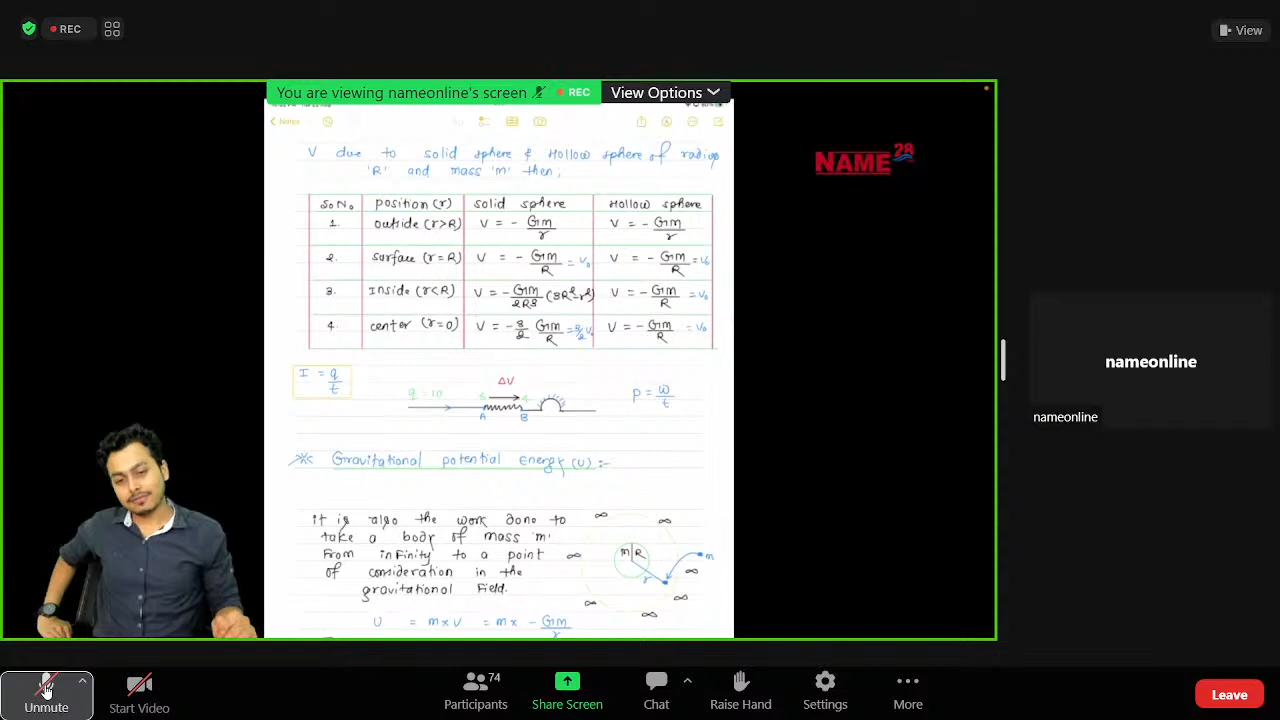 REC
View
You are viewing nameonline's screen REC View Options
Notes
NAME 28
V due to solid sphere & Hollow sphere of radius
'R' and mass 'm' then,
S.No. position (r) solid sphere Hollow sphere
1. outside (r>R) V = - Gm/r V = - Gm/r
2. surface (r=R) V = - Gm/R = V₀ V = - Gm/R = V₀
3. Inside (r<R) V = - Gm/2R³ (3R²-r²) V = - Gm/R = V₀
4. center (r=0) V = - 3/2 Gm/R = 3/2 V₀ V = - Gm/R = V₀
I = q/t
ΔV
q = 10
A B
P = W/t
nameonline
nameonline
Gravitational potential Energy (U) :-
it is also the work done to
take a body of mass 'm'
From infinity to a point
of consideration in the
gravitational Field.
∞ ∞
m R m
∞
r ∞
∞ ∞
∞
U = m x V = m x - Gm/r
Unmute
Start Video
74
Participants
Share Screen
Chat
Raise Hand
Settings
More
Leave